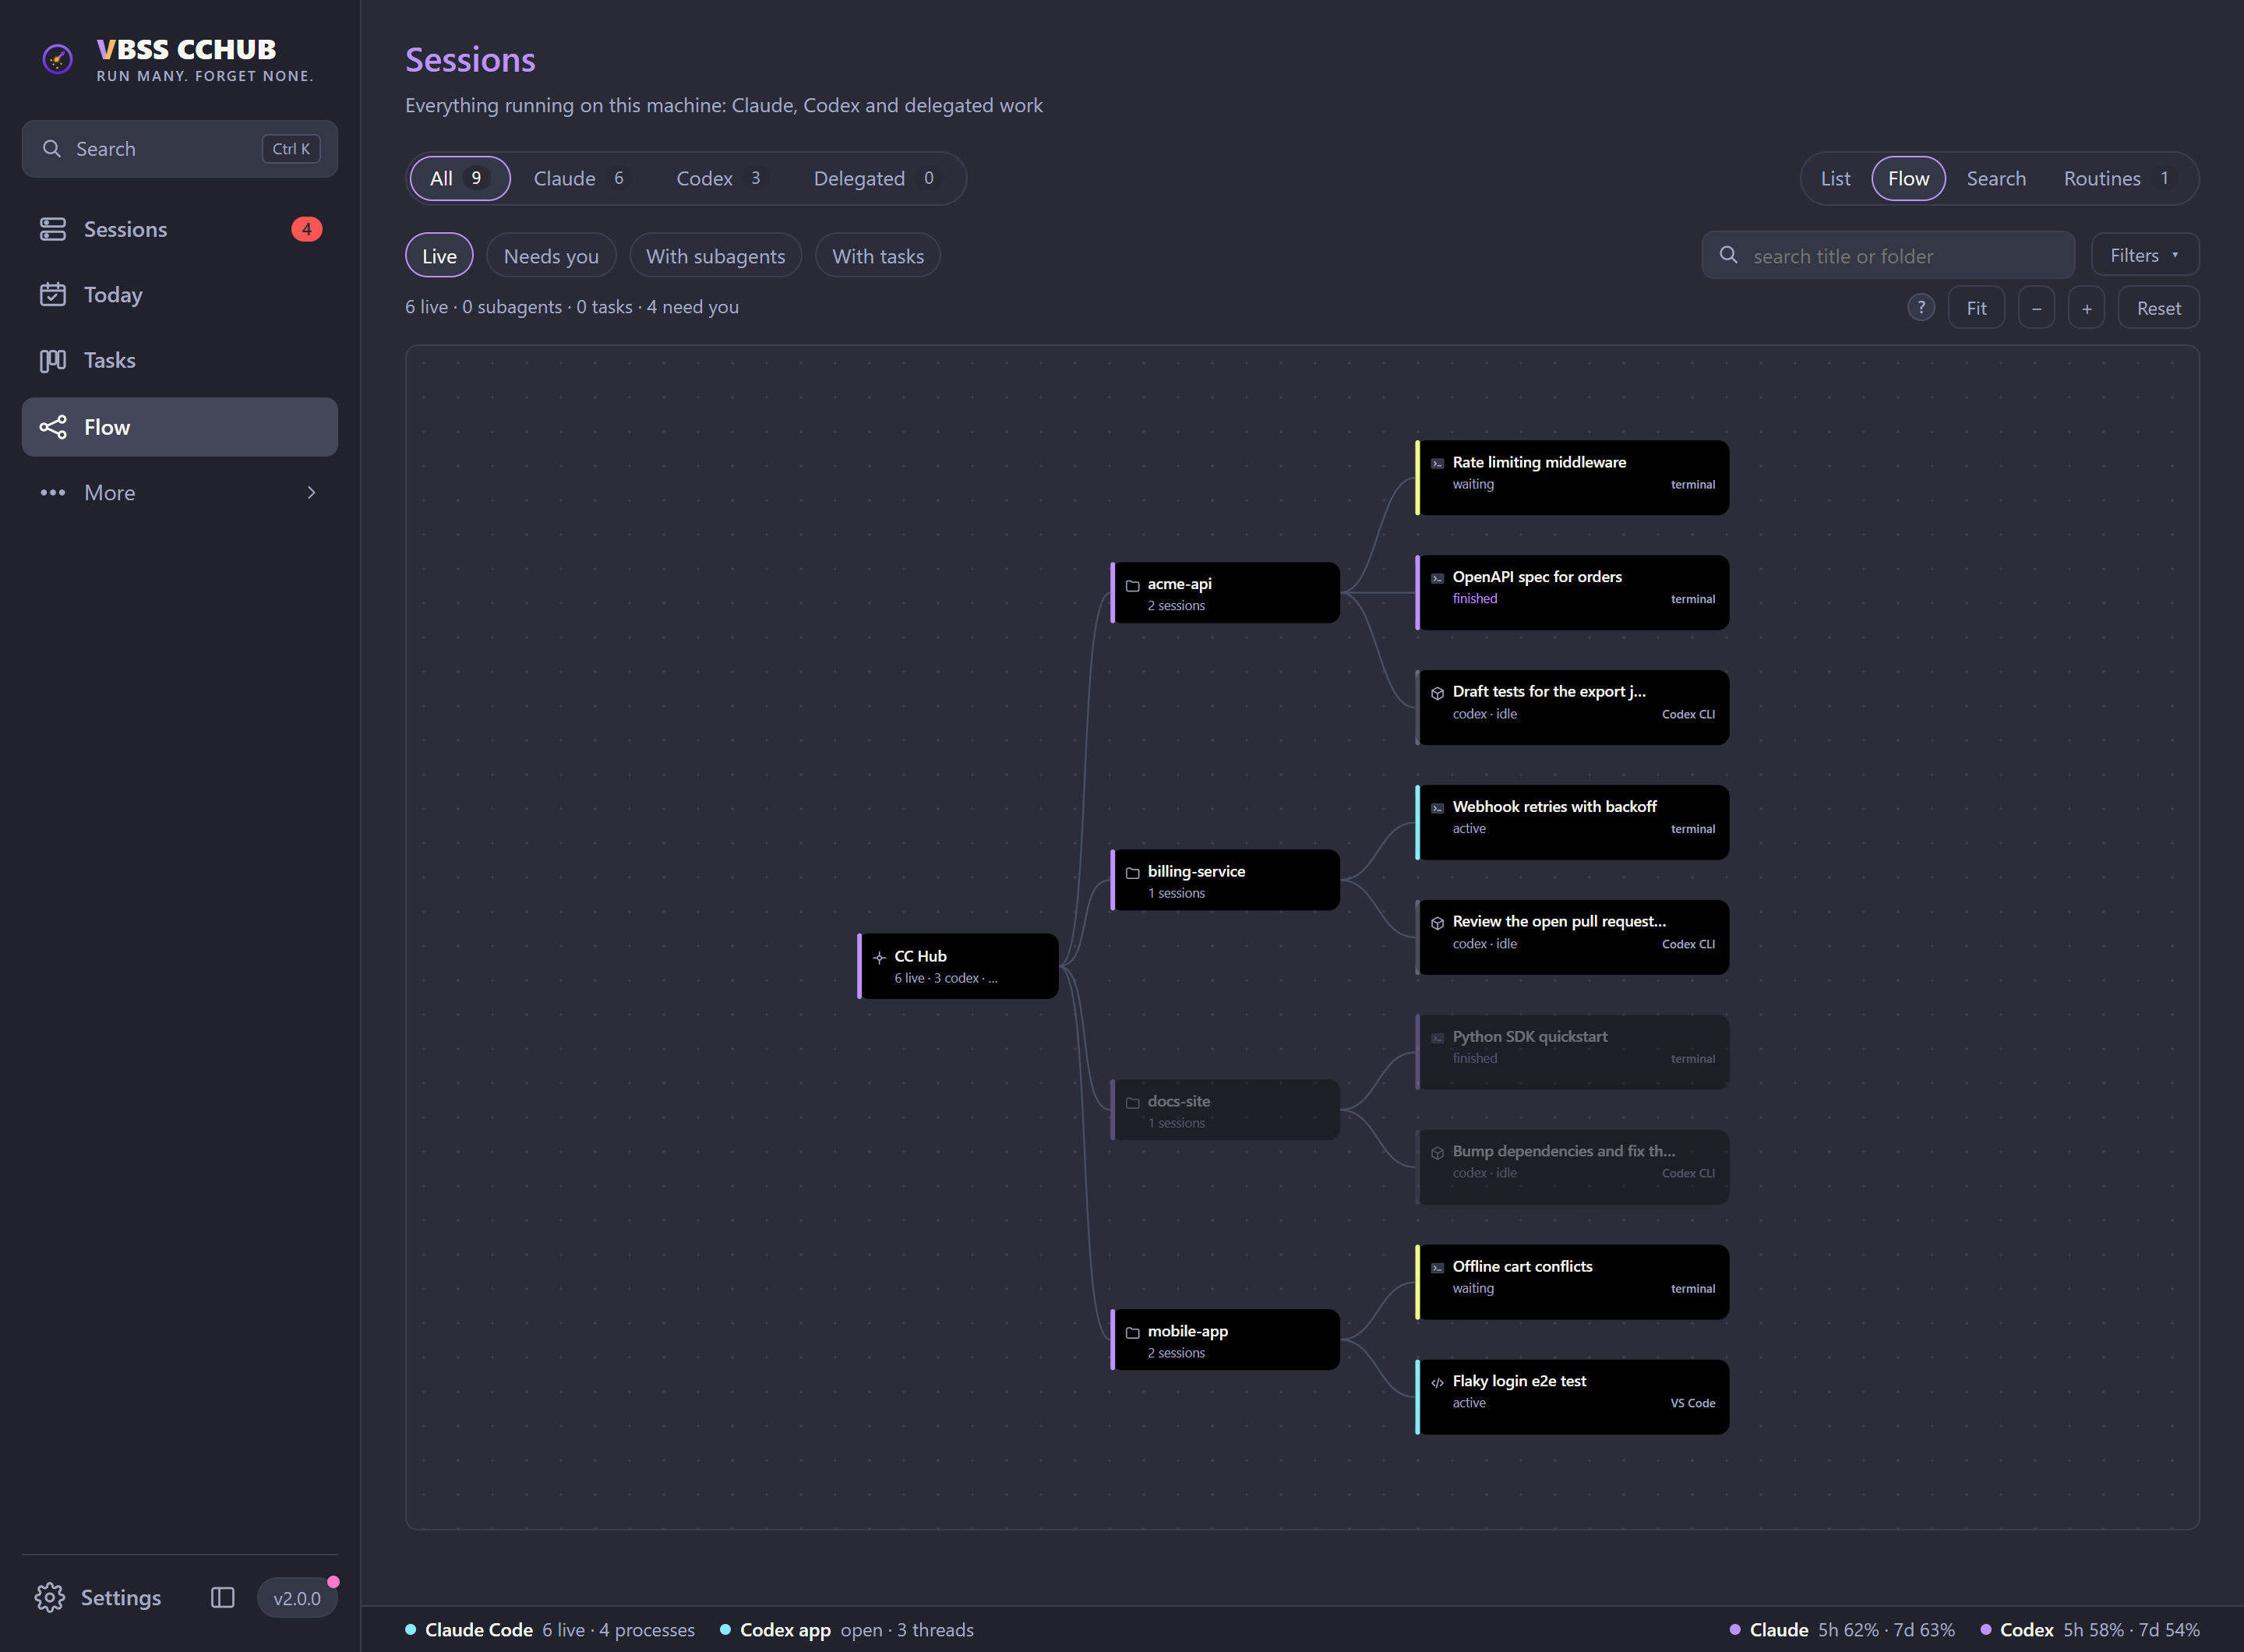 VBSS CCHUB
RUN MANY. FORGET NONE.
Search
Ctrl K
Sessions
4
Today
Tasks
Flow
More
Settings
v2.0.0
Sessions
Everything running on this machine: Claude, Codex and delegated work
All 9
Claude 6
Codex 3
Delegated 0
List
Flow
Search
Routines 1
Live
Needs you
With subagents
With tasks
search title or folder
Filters
6 live · 0 subagents · 0 tasks · 4 need you
?
Fit
–
+
Reset
CC Hub
6 live · 3 codex · ...
acme-api
2 sessions
Rate limiting middleware
waiting
terminal
OpenAPI spec for orders
finished
terminal
Draft tests for the export j...
codex · idle
Codex CLI
billing-service
1 sessions
Webhook retries with backoff
active
terminal
Review the open pull request...
codex · idle
Codex CLI
docs-site
1 sessions
Python SDK quickstart
finished
terminal
Bump dependencies and fix th...
codex · idle
Codex CLI
mobile-app
2 sessions
Offline cart conflicts
waiting
terminal
Flaky login e2e test
active
VS Code
Claude Code 6 live · 4 processes
Codex app open · 3 threads
Claude 5h 62% · 7d 63%
Codex 5h 58% · 7d 54%